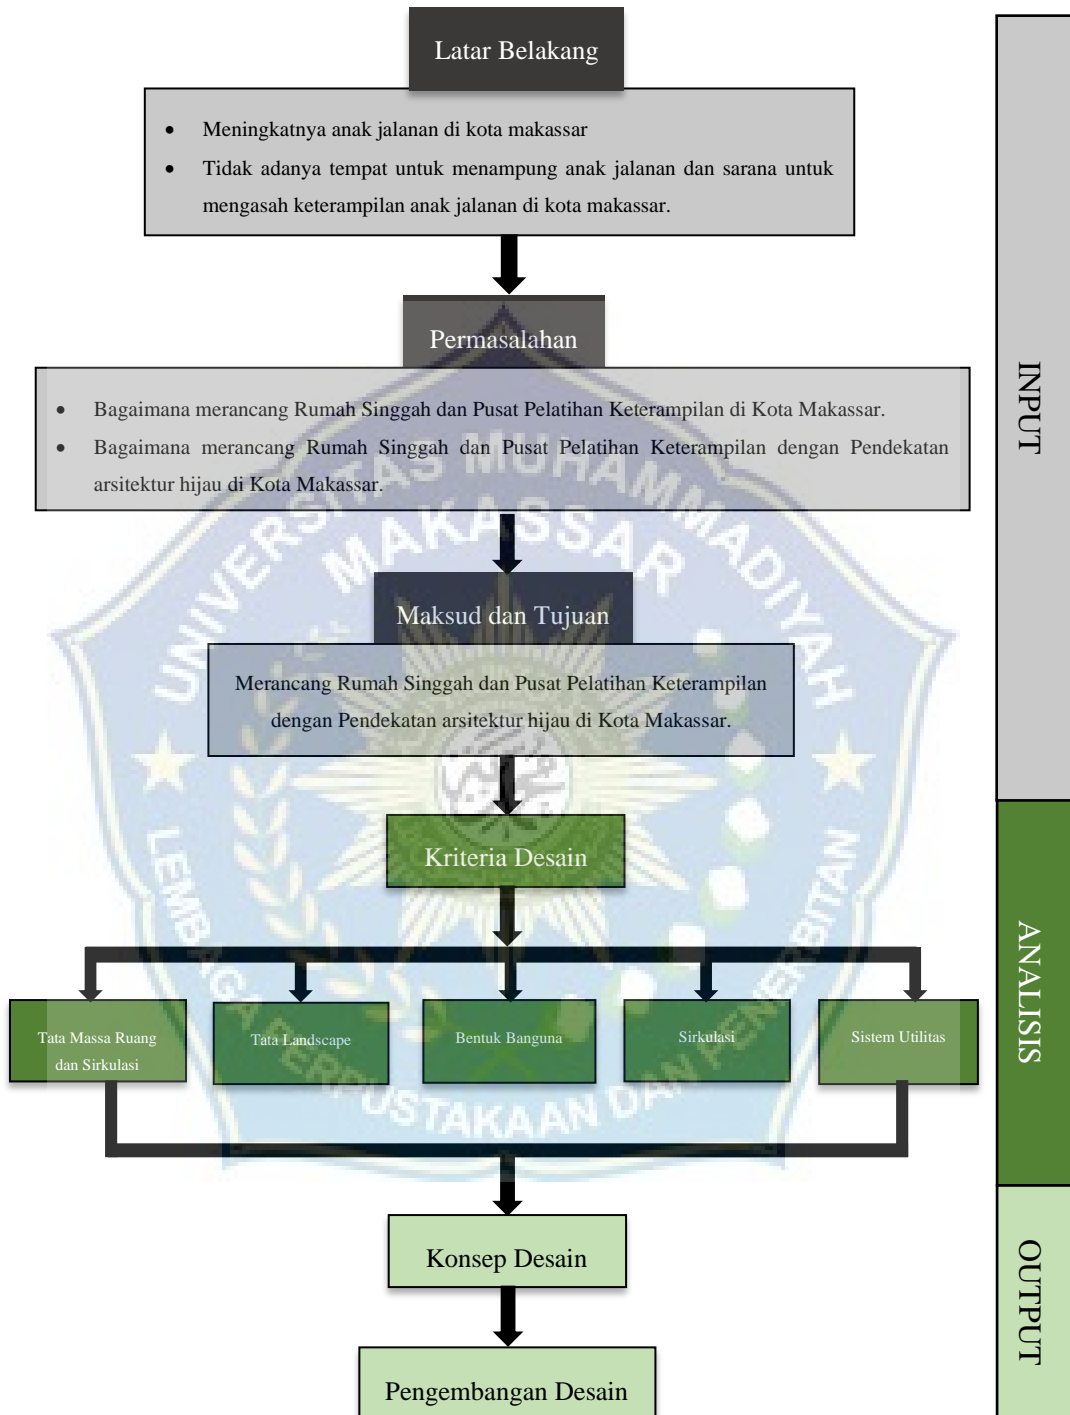 Latar Belakang
• Meningkatnya anak jalanan di kota makassar
• Tidak adanya tempat untuk menampung anak jalanan dan sarana untuk
mengasah keterampilan anak jalanan di kota makassar.
Permasalahan
• Bagaimana merancang Rumah Singgah dan Pusat Pelatihan Keterampilan di Kota Makassar.
• Bagaimana merancang Rumah Singgah dan Pusat Pelatihan Keterampilan dengan Pendekatan
arsitektur hijau di Kota Makassar.
Maksud dan Tujuan
Merancang Rumah Singgah dan Pusat Pelatihan Keterampilan
dengan Pendekatan arsitektur hijau di Kota Makassar.
Kriteria Desain
Tata Massa Ruang
dan Sirkulasi
Tata Landscape
Bentuk Banguna
Sirkulasi
Sistem Utilitas
Konsep Desain
Pengembangan Desain
INPUT
ANALISIS
OUTPUT
UNIVERSITAS MUHAMMADIYAH
MAKASSAR
LEMBAGA PERPUSTAKAAN DAN PENERBITAN